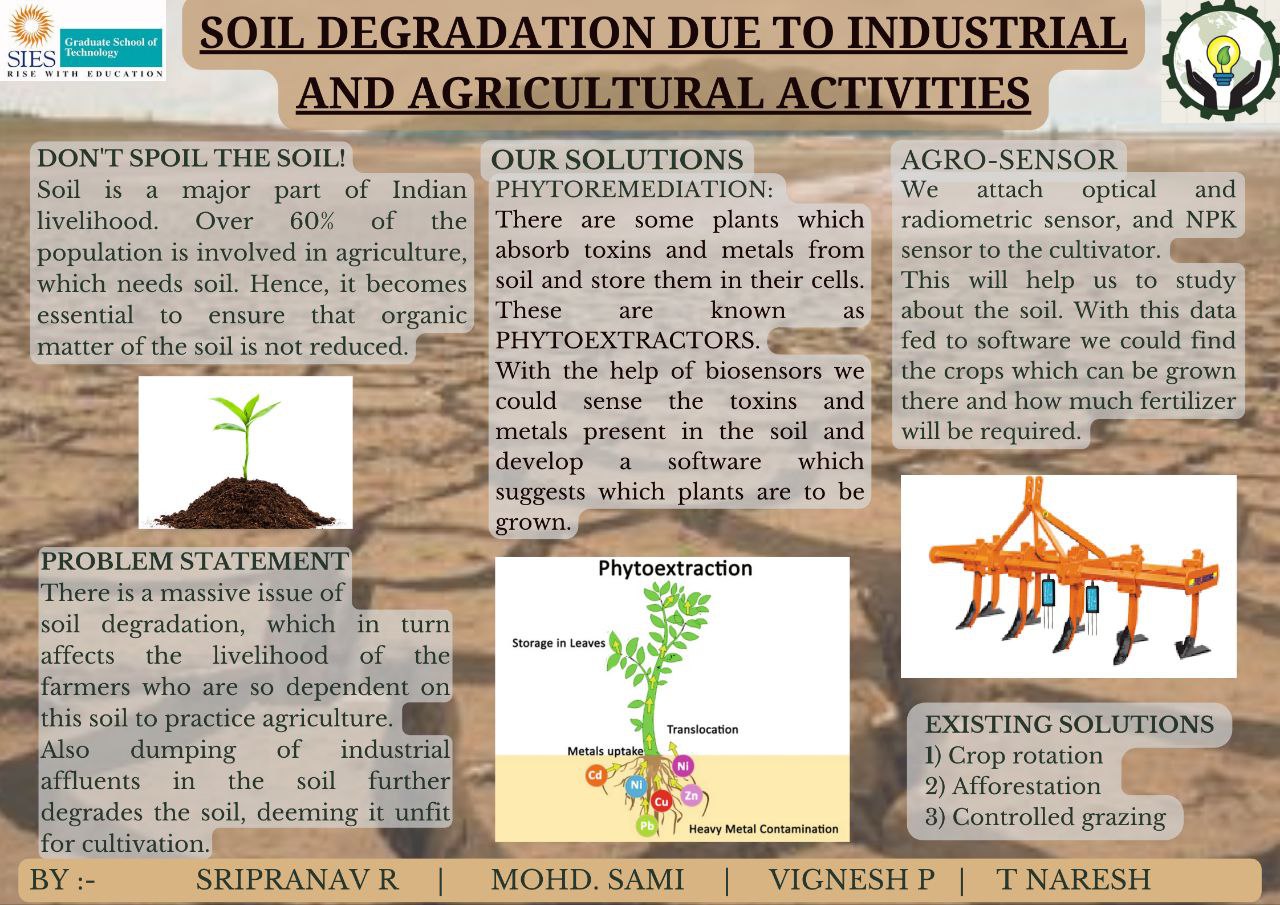 SIES
Graduate School of
Technology
RISE WITH EDUCATION
SOIL DEGRADATION DUE TO INDUSTRIAL
AND AGRICULTURAL ACTIVITIES
DON'T SPOIL THE SOIL!
Soil is a major part of Indian
livelihood. Over 60% of the
population is involved in agriculture,
which needs soil. Hence, it becomes
essential to ensure that organic
matter of the soil is not reduced.
PROBLEM STATEMENT
There is a massive issue of
soil degradation, which in turn
affects the livelihood of the
farmers who are so dependent on
this soil to practice agriculture.
Also dumping of industrial
affluents in the soil further
degrades the soil, deeming it unfit
for cultivation.
OUR SOLUTIONS
PHYTOREMEDIATION:
There are some plants which
absorb toxins and metals from
soil and store them in their cells.
These are known as
PHYTOEXTRACTORS.
With the help of biosensors we
could sense the toxins and
metals present in the soil and
develop a software which
suggests which plants are to be
grown.
Phytoextraction
Storage in Leaves
Translocation
Metals uptake
Cd
Ni
Ni
Cu
Zn
Pb
Heavy Metal Contamination
AGRO-SENSOR
We attach optical and
radiometric sensor, and NPK
sensor to the cultivator.
This will help us to study
about the soil. With this data
fed to software we could find
the crops which can be grown
there and how much fertilizer
will be required.
EXISTING SOLUTIONS
1) Crop rotation
2) Afforestation
3) Controlled grazing
BY :- SRIPRANAV R | MOHD. SAMI | VIGNESH P | T NARESH